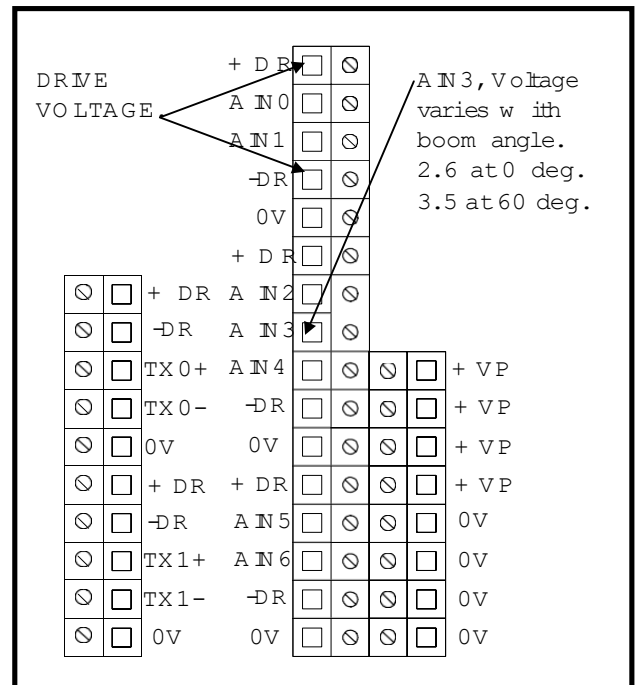 DRIVE
VOLTAGE
+ DR
AIN0
AIN1
-DR
0V
+ DR
AIN3, Voltage
varies with
boom angle.
2.6 at 0 deg.
3.5 at 60 deg.
+ DR AIN2
-DR AIN3
TX0+ AIN4 + VP
TX0- -DR + VP
0V 0V + VP
+ DR + DR + VP
-DR AIN5 0V
TX1+ AIN6 0V
TX1- -DR 0V
0V 0V 0V